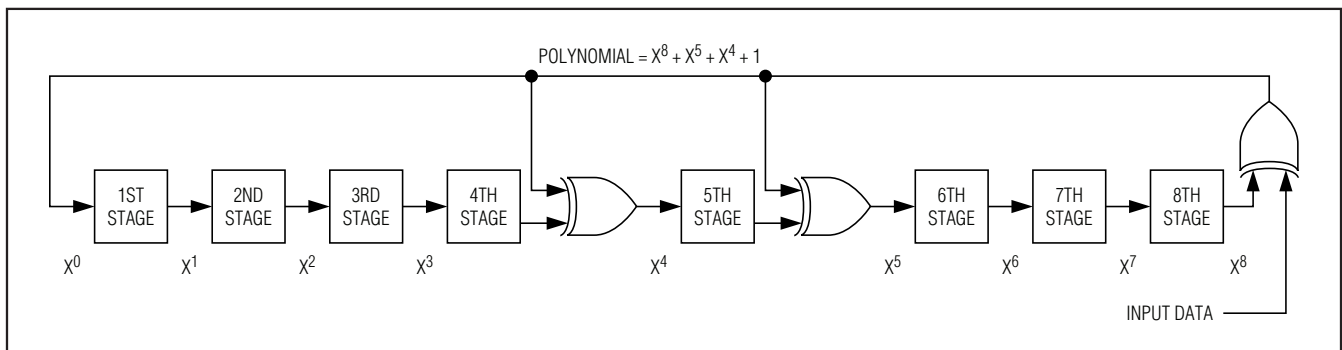 POLYNOMIAL = X⁸ + X⁵ + X⁴ + 1
1ST
STAGE
2ND
STAGE
3RD
STAGE
4TH
STAGE
5TH
STAGE
6TH
STAGE
7TH
STAGE
8TH
STAGE
X⁰
X¹
X²
X³
X⁴
X⁵
X⁶
X⁷
X⁸
INPUT DATA